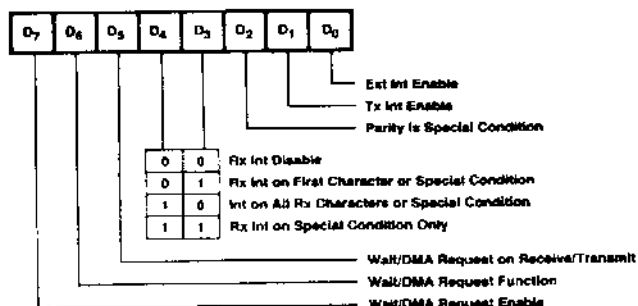 D7 D6 D5 D4 D3 D2 D1 D0
Ext Int Enable
Tx Int Enable
Parity Is Special Condition
0 0 Rx Int Disable
0 1 Rx Int on First Character or Special Condition
1 0 Int on All Rx Characters or Special Condition
1 1 Rx Int on Special Condition Only
Wait/DMA Request on Receive/Transmit
Wait/DMA Request Function
Wait/DMA Request Enable